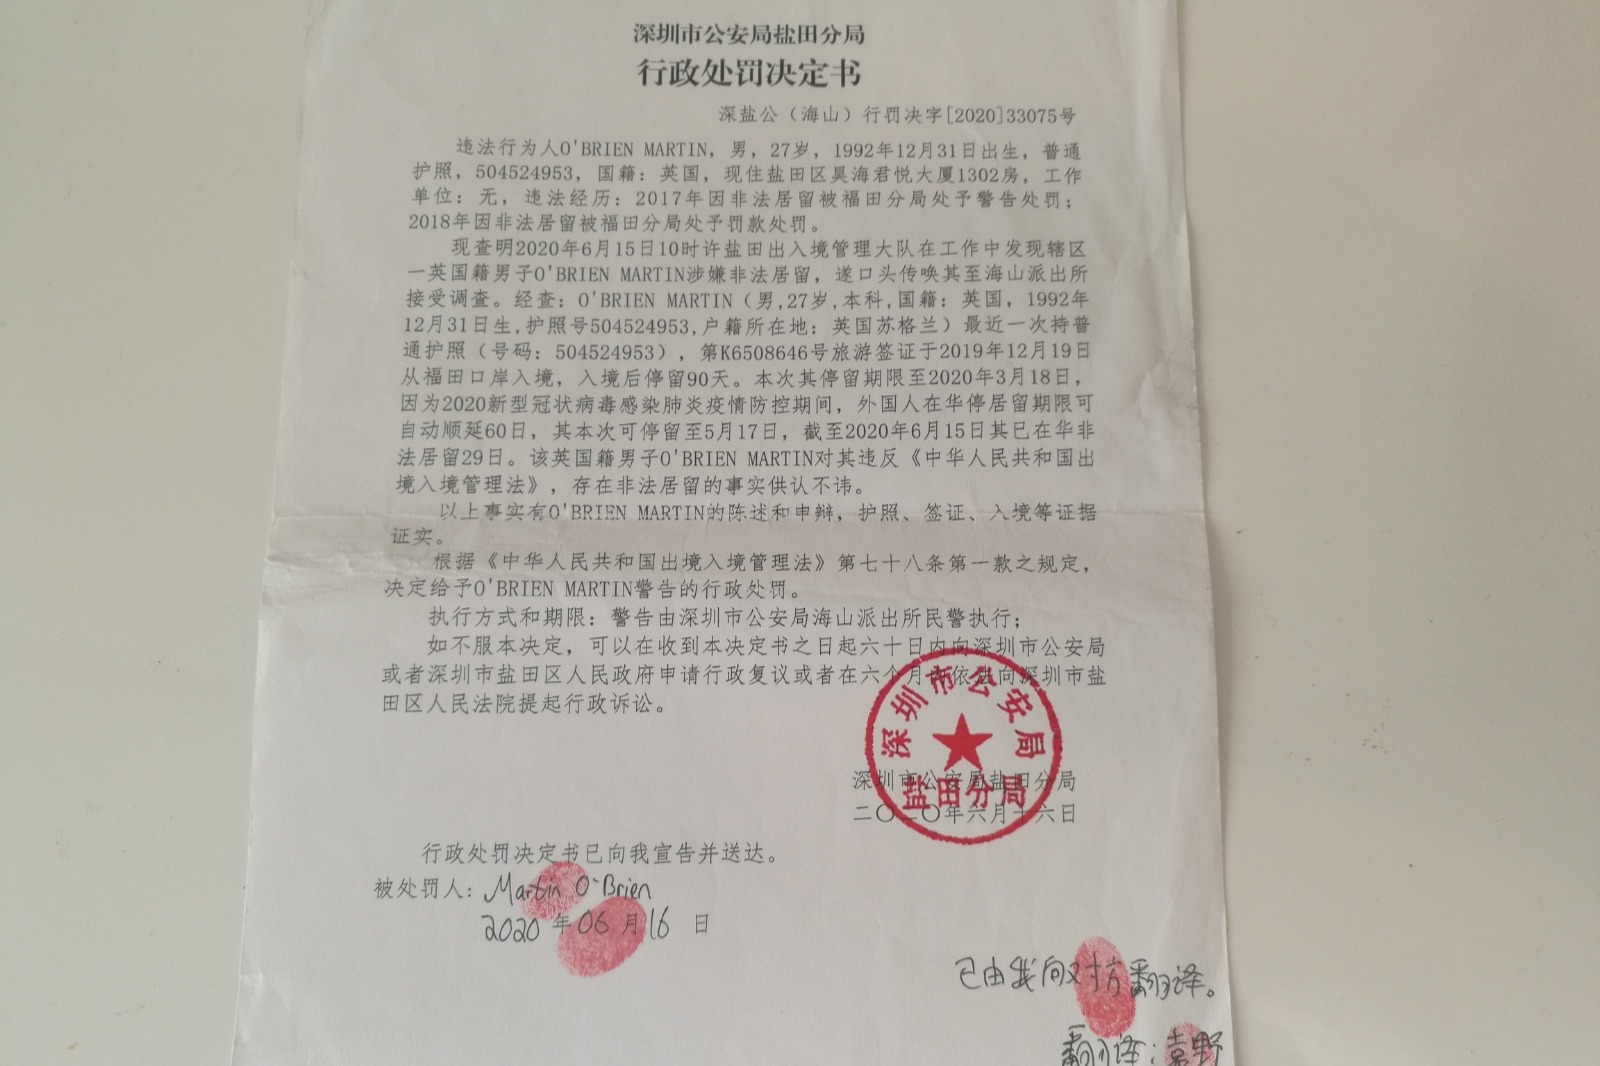 深圳市公安局盐田分局
行政处罚决定书
深盐公（海山）行罚决字[2020]33075号
违法行为人O'BRIEN MARTIN，男，27岁，1992年12月31日出生，普通
护照，504524953，国籍：英国，现住盐田区昊海君悦大厦1302房，工作
单位：无，违法经历：2017年因非法居留被福田分局处予警告处罚；
2018年因非法居留被福田分局处予罚款处罚。
现查明2020年6月15日10时许盐田出入境管理大队在工作中发现辖区
一英国籍男子O'BRIEN MARTIN涉嫌非法居留，遂口头传唤其至海山派出所
接受调查。经查：O'BRIEN MARTIN（男,27岁,本科,国籍：英国，1992年
12月31日生,护照号504524953,户籍所在地：英国苏格兰）最近一次持普
通护照（号码：504524953），第K6508646号旅游签证于2019年12月19日
从福田口岸入境，入境后停留90天。本次其停留期限至2020年3月18日，
因为2020新型冠状病毒感染肺炎疫情防控期间，外国人在华停居留期限可
自动顺延60日，其本次可停留至5月17日，截至2020年6月15日其已在华非
法居留29日。该英国籍男子O'BRIEN MARTIN对其违反《中华人民共和国出
境入境管理法》，存在非法居留的事实供认不讳。
以上事实有O'BRIEN MARTIN的陈述和申辩，护照、签证、入境等证据
证实。
根据《中华人民共和国出境入境管理法》第七十八条第一款之规定，
决定给予O'BRIEN MARTIN警告的行政处罚。
执行方式和期限：警告由深圳市公安局海山派出所民警执行；
如不服本决定，可以在收到本决定书之日起六十日内向深圳市公安局
或者深圳市盐田区人民政府申请行政复议或者在六个月内依法向深圳市盐
田区人民法院提起行政诉讼。
深圳市公安局
盐田分局
深圳市公安局盐田分局
二〇二〇年六月十六日
行政处罚决定书已向我宣告并送达。
被处罚人：Martin O'Brien
2020年06月16日
已由我向对方翻译。
翻译：袁野